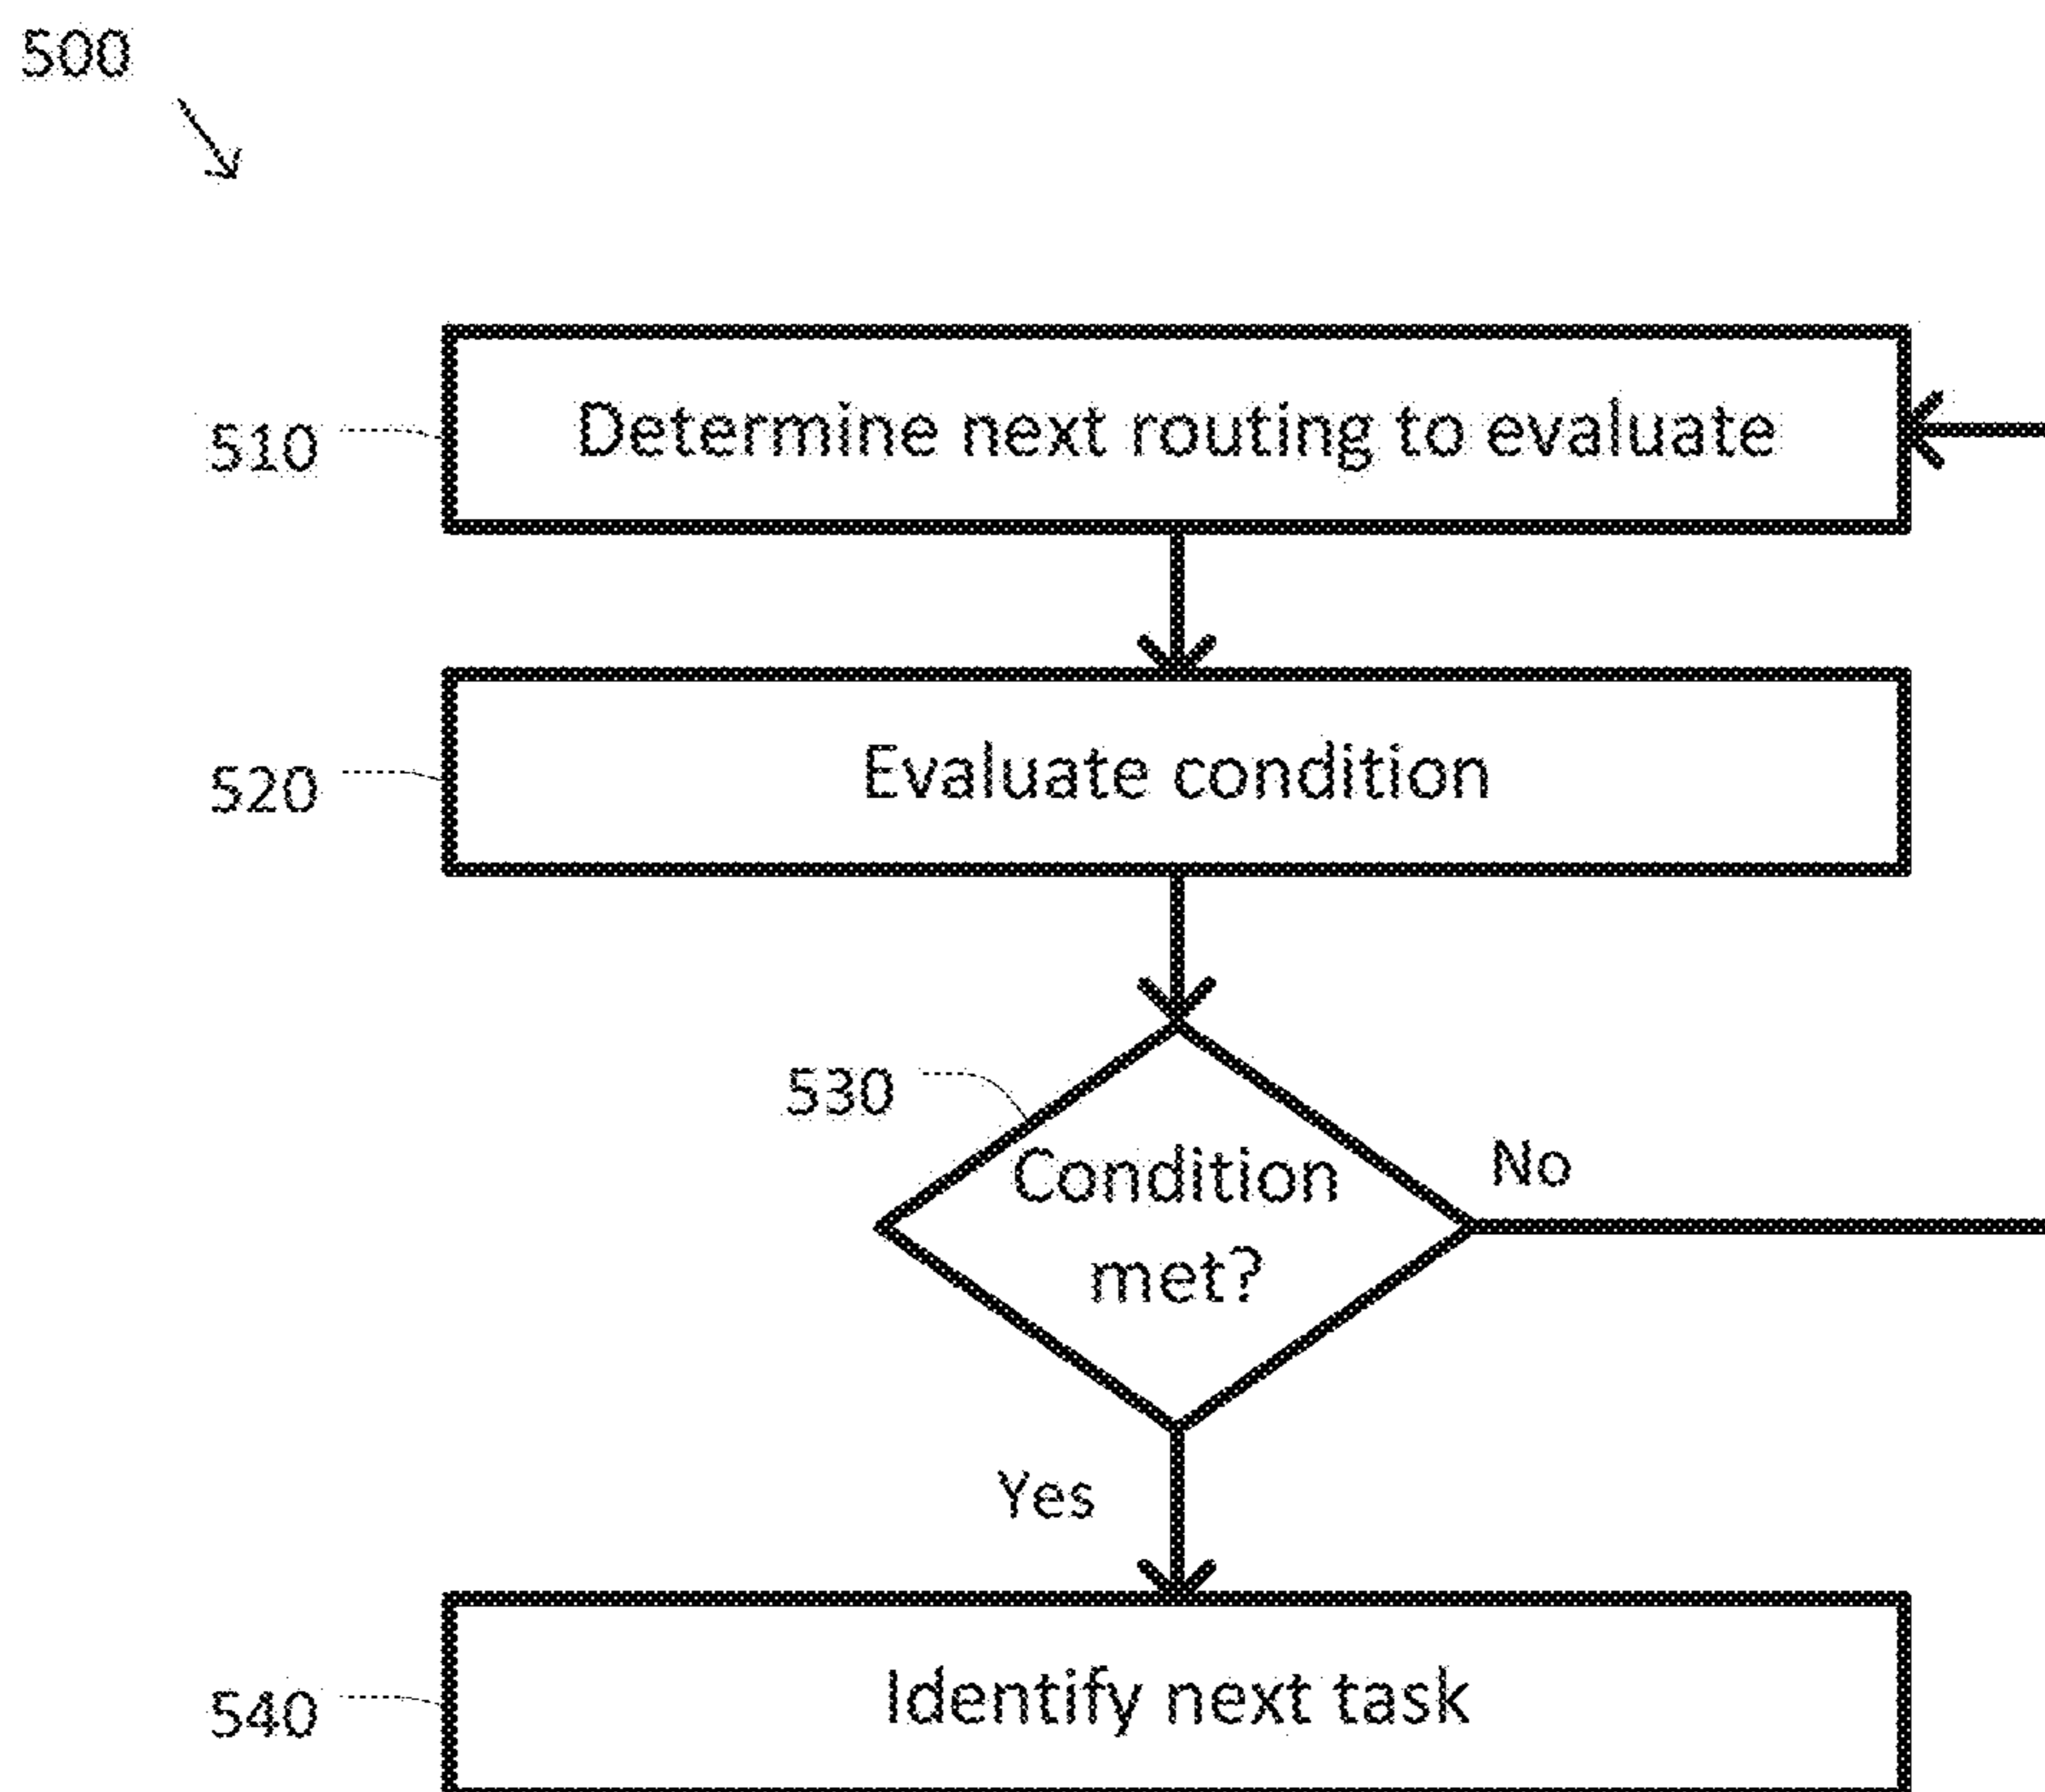 500
510
Determine next routing to evaluate
520
Evaluate condition
530
Condition
met?
No
Yes
540
Identify next task